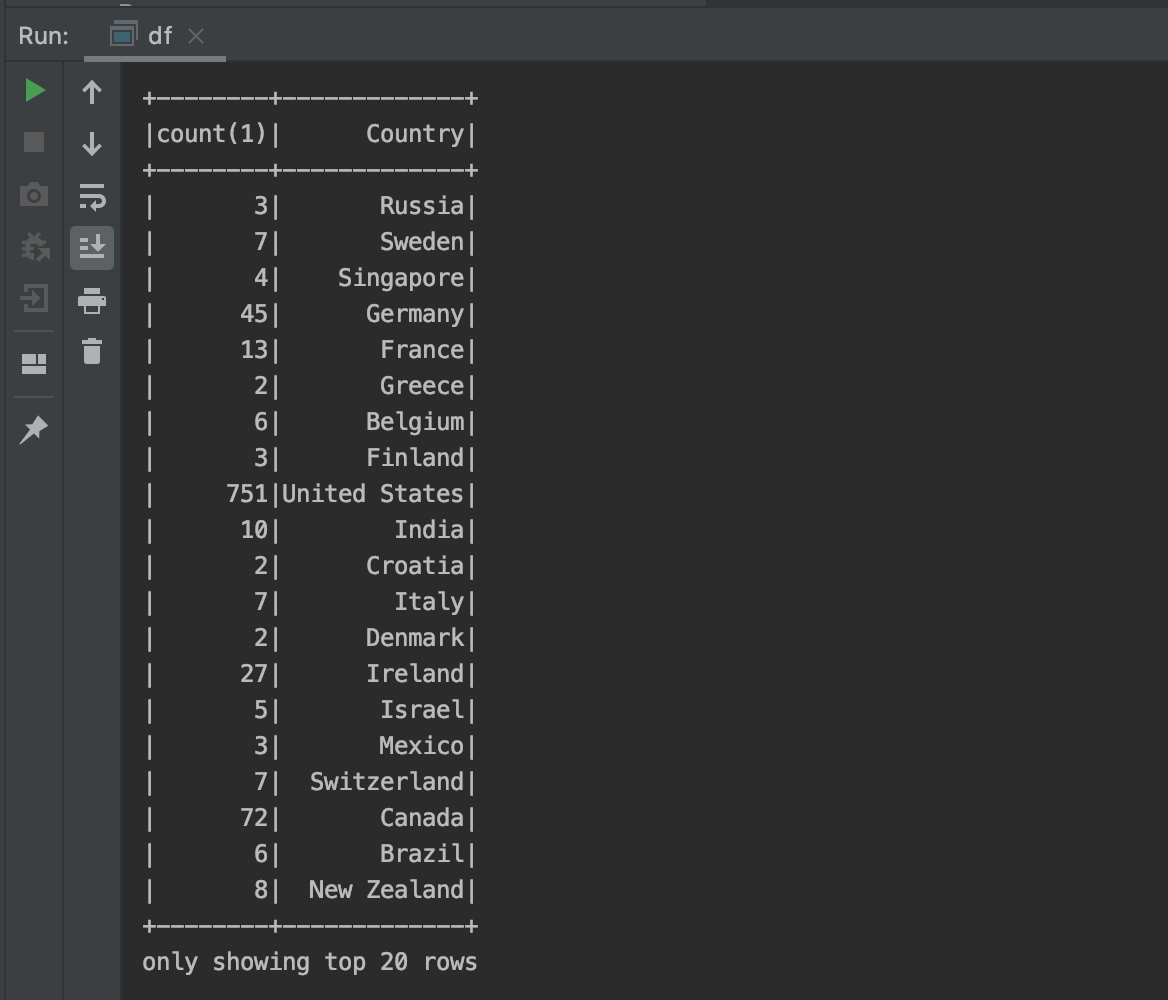 Run: df
+--------+-------------+
|count(1)|      Country|
+--------+-------------+
|       3|       Russia|
|       7|       Sweden|
|       4|    Singapore|
|      45|      Germany|
|      13|       France|
|       2|       Greece|
|       6|      Belgium|
|       3|      Finland|
|     751|United States|
|      10|        India|
|       2|      Croatia|
|       7|        Italy|
|       2|      Denmark|
|      27|      Ireland|
|       5|       Israel|
|       3|       Mexico|
|       7|  Switzerland|
|      72|       Canada|
|       6|       Brazil|
|       8|  New Zealand|
+--------+-------------+
only showing top 20 rows